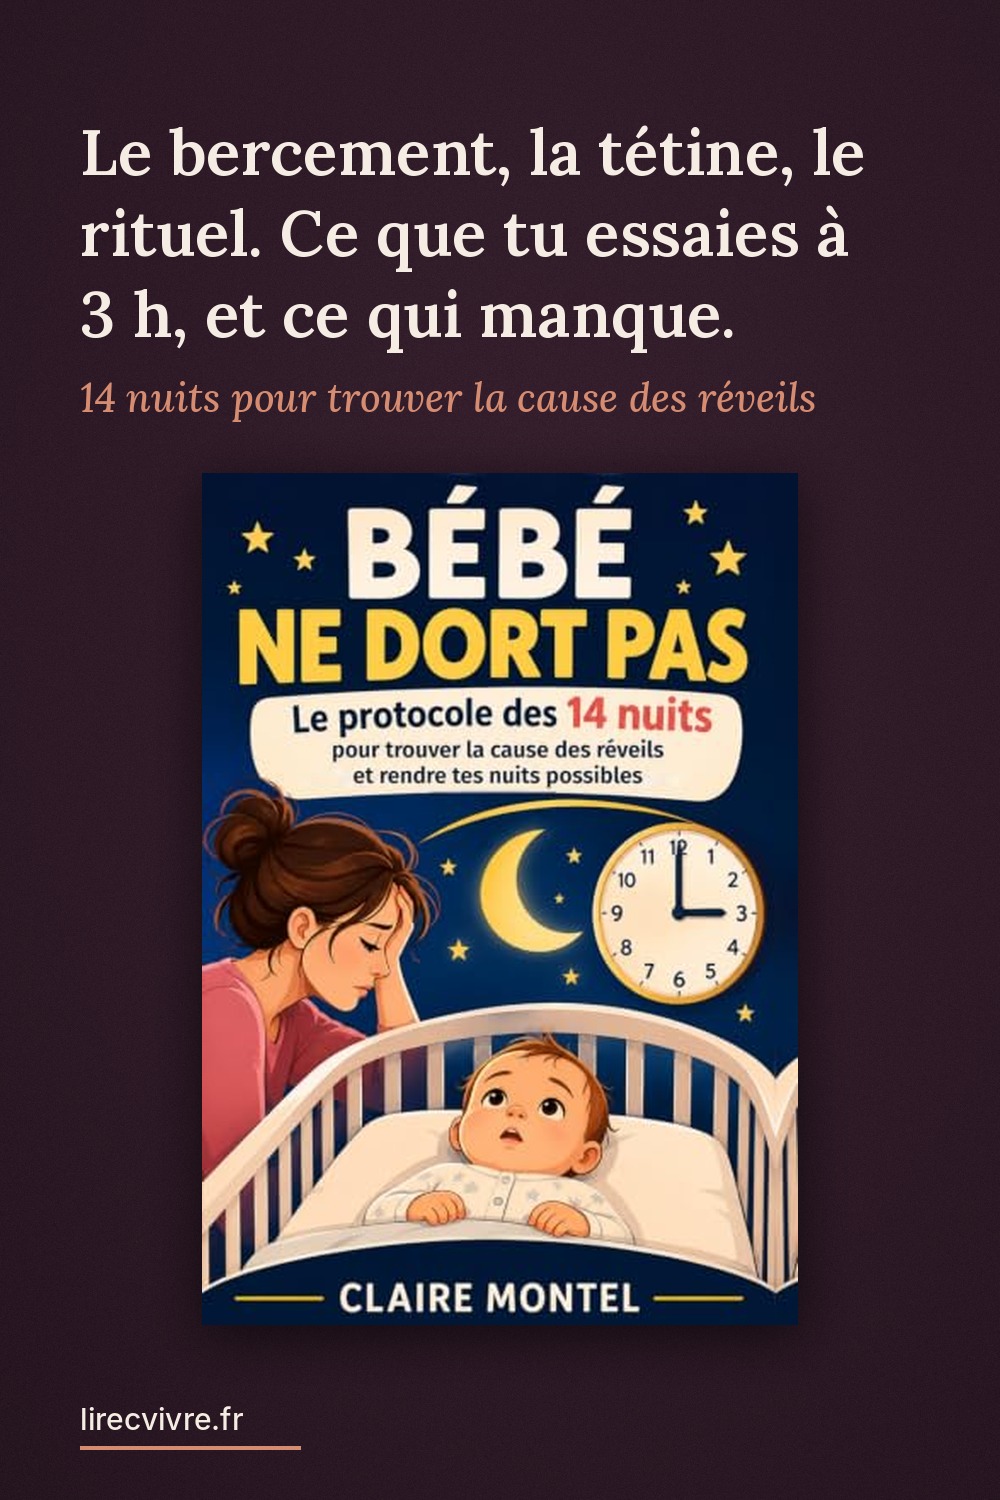 Le bercement, la tétine, le
rituel. Ce que tu essaies à
3 h, et ce qui manque.
14 nuits pour trouver la cause des réveils
BÉBÉ
NE DORT PAS
Le protocole des 14 nuits
pour trouver la cause des réveils
et rendre tes nuits possibles
12
11 1
10 2
9 3
8 4
7 5
6
CLAIRE MONTEL
lirecvivre.fr